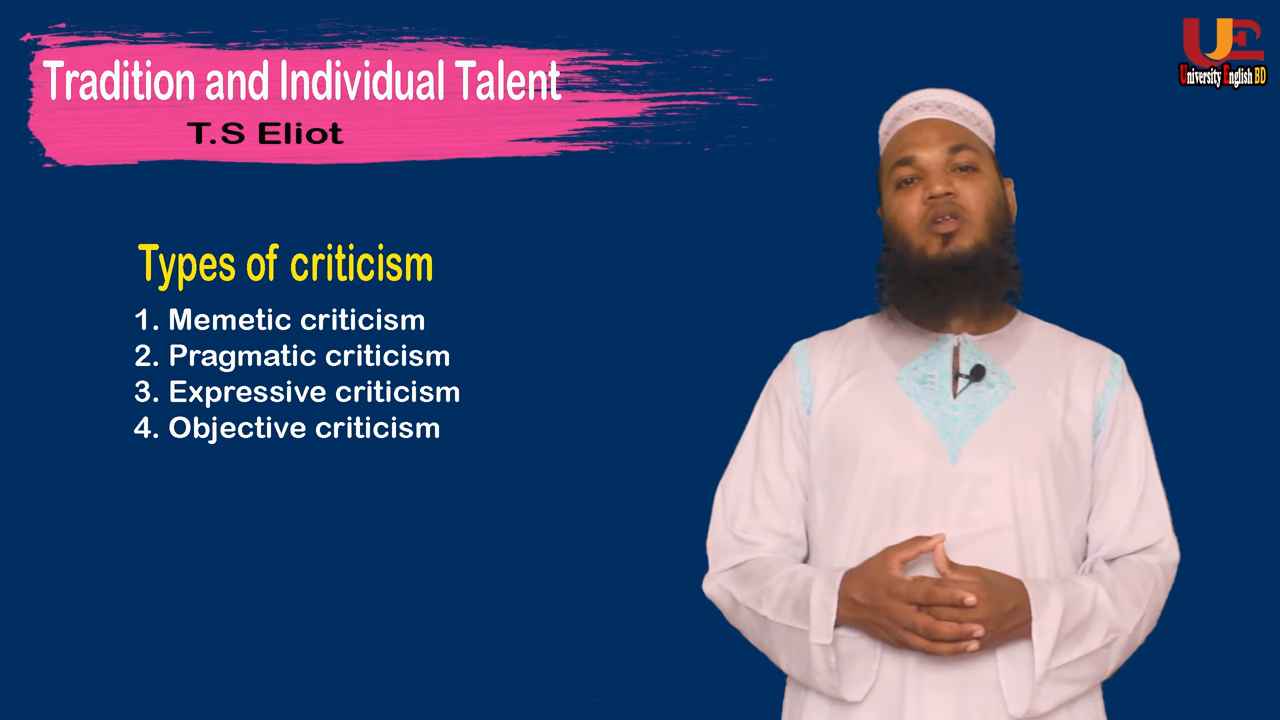 Tradition and Individual Talent
T.S Eliot
UE
University English BD
Types of criticism
1. Memetic criticism
2. Pragmatic criticism
3. Expressive criticism
4. Objective criticism